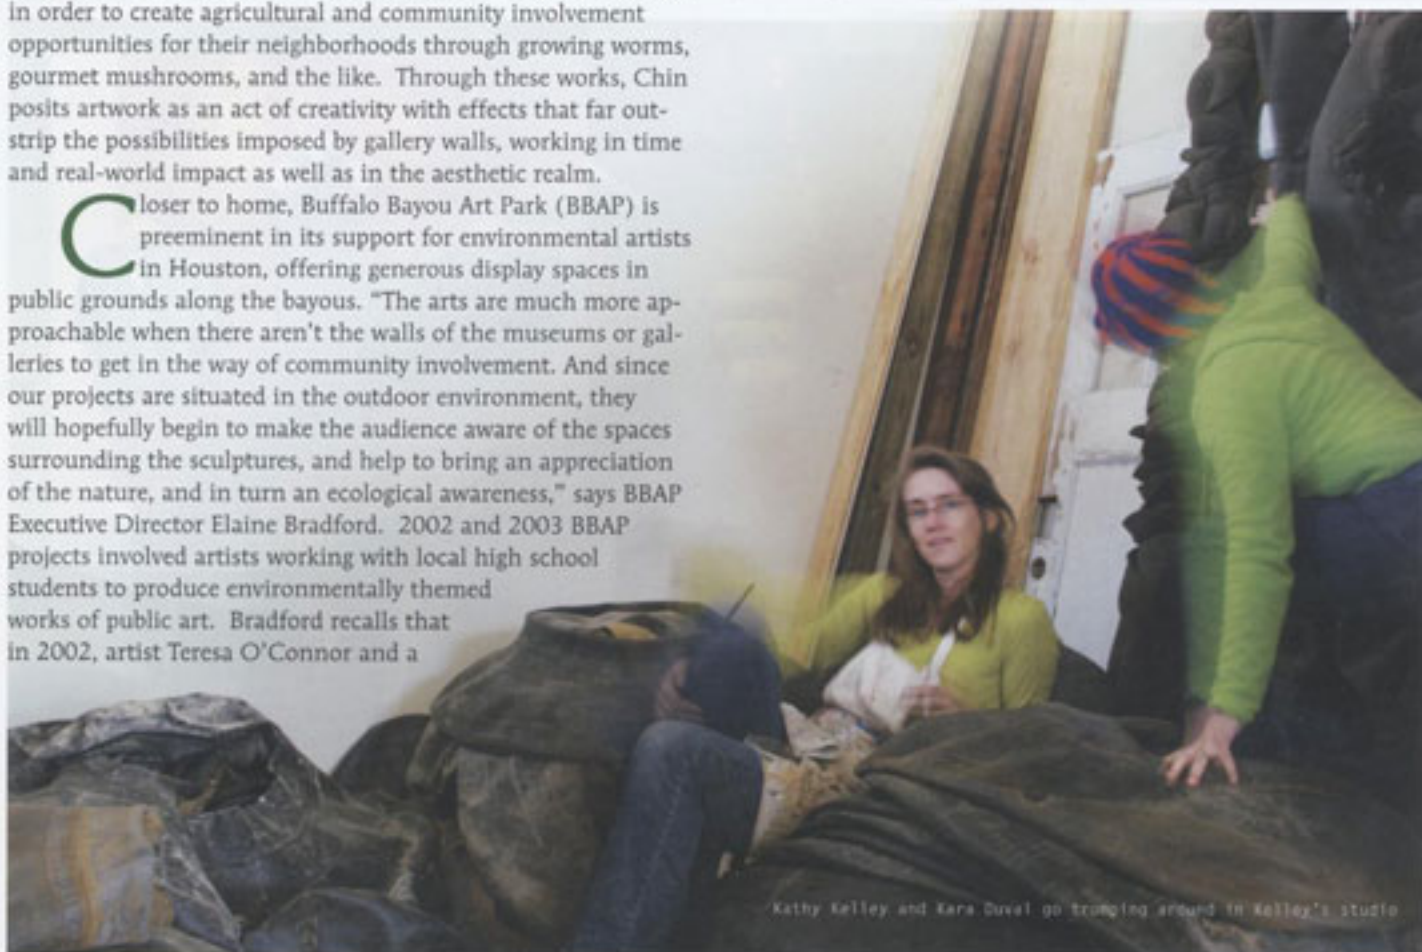 in order to create agricultural and community involvement
opportunities for their neighborhoods through growing worms,
gourmet mushrooms, and the like.  Through these works, Chin
posits artwork as an act of creativity with effects that far out-
strip the possibilities imposed by gallery walls, working in time
and real-world impact as well as in the aesthetic realm.
Closer to home, Buffalo Bayou Art Park (BBAP) is
preeminent in its support for environmental artists
in Houston, offering generous display spaces in
public grounds along the bayous. "The arts are much more ap-
proachable when there aren't the walls of the museums or gal-
leries to get in the way of community involvement. And since
our projects are situated in the outdoor environment, they
will hopefully begin to make the audience aware of the spaces
surrounding the sculptures, and help to bring an appreciation
of the nature, and in turn an ecological awareness," says BBAP
Executive Director Elaine Bradford.  2002 and 2003 BBAP
projects involved artists working with local high school
students to produce environmentally themed
works of public art.  Bradford recalls that
in 2002, artist Teresa O'Connor and a
Kathy Kelley and Kara Duval go tromping around in Kelley's studio